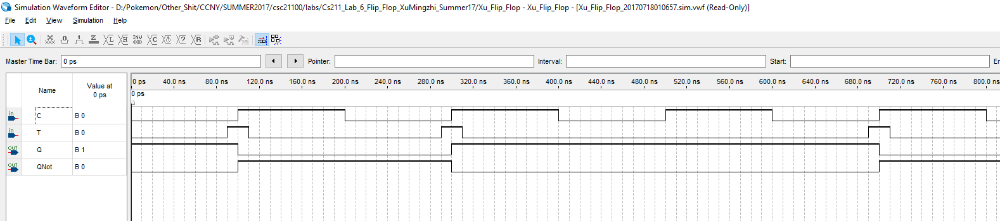 Simulation Waveform Editor - D:/Pokemon/Other_Shit/CCNY/SUMMER2017/csc21100/labs/Cs211_Lab_6_Flip_Flop_XuMingzhi_Summer17/Xu_Flip_Flop - Xu_Flip_Flop - [Xu_Flip_Flop_20170718010657.sim.vwf (Read-Only)]
File Edit View Simulation Help
XL XH INV XC X? XR
Master Time Bar: 0 ps Pointer: Interval: Start: Er
Name Value at 0 ps 0 ps 40.0 ns 80.0 ns 120.0 ns 160.0 ns 200.0 ns 240.0 ns 280.0 ns 320.0 ns 360.0 ns 400.0 ns 440.0 ns 480.0 ns 520.0 ns 560.0 ns 600.0 ns 640.0 ns 680.0 ns 720.0 ns 760.0 ns 800.0 ns
0 ps
in C B 0
in T B 0
out Q B 1
out QNot B 0